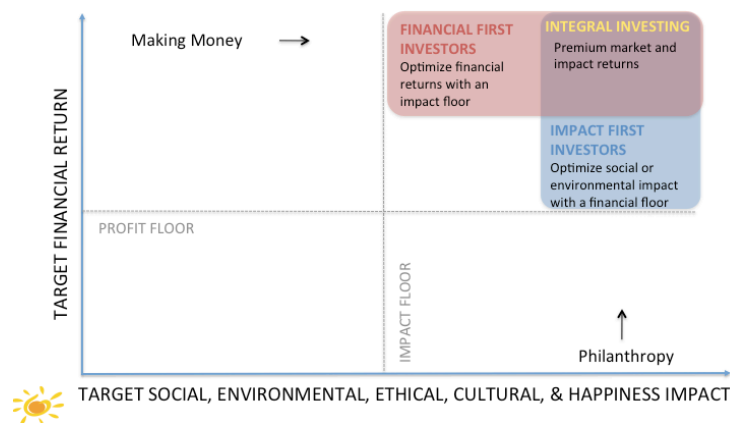 Making Money
FINANCIAL FIRST
INVESTORS
Optimize financial
returns with an
impact floor
INTEGRAL INVESTING
Premium market and
impact returns
IMPACT FIRST
INVESTORS
Optimize social or
environmental impact
with a financial floor
TARGET FINANCIAL RETURN
PROFIT FLOOR
IMPACT FLOOR
Philanthropy
TARGET SOCIAL, ENVIRONMENTAL, ETHICAL, CULTURAL, & HAPPINESS IMPACT